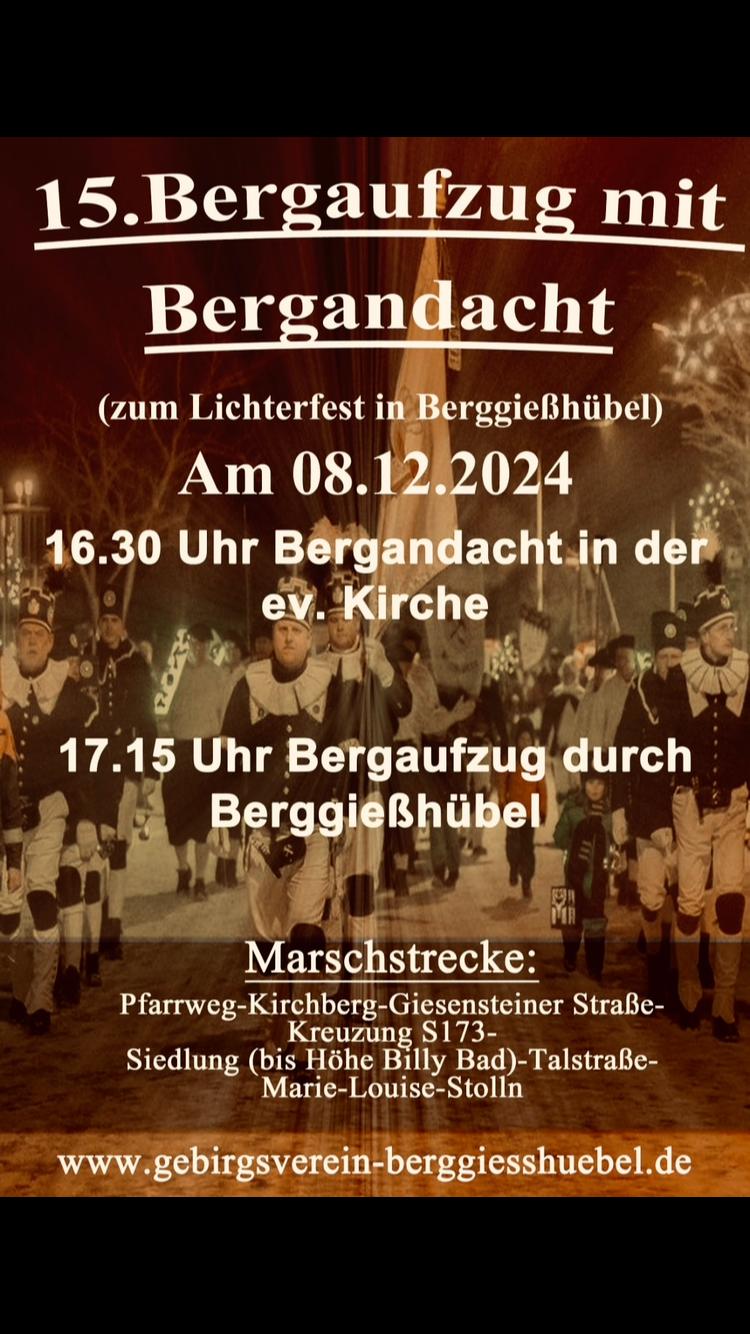 15.Bergaufzug mit
Bergandacht
(zum Lichterfest in Berggießhübel)
Am 08.12.2024
16.30 Uhr Bergandacht in der
ev. Kirche
17.15 Uhr Bergaufzug durch
Berggießhübel
Marschstrecke:
Pfarrweg-Kirchberg-Giesensteiner Straße-
Kreuzung S173-
Siedlung (bis Höhe Billy Bad)-Talstraße-
Marie-Louise-Stolln
www.gebirgsverein-berggiesshuebel.de